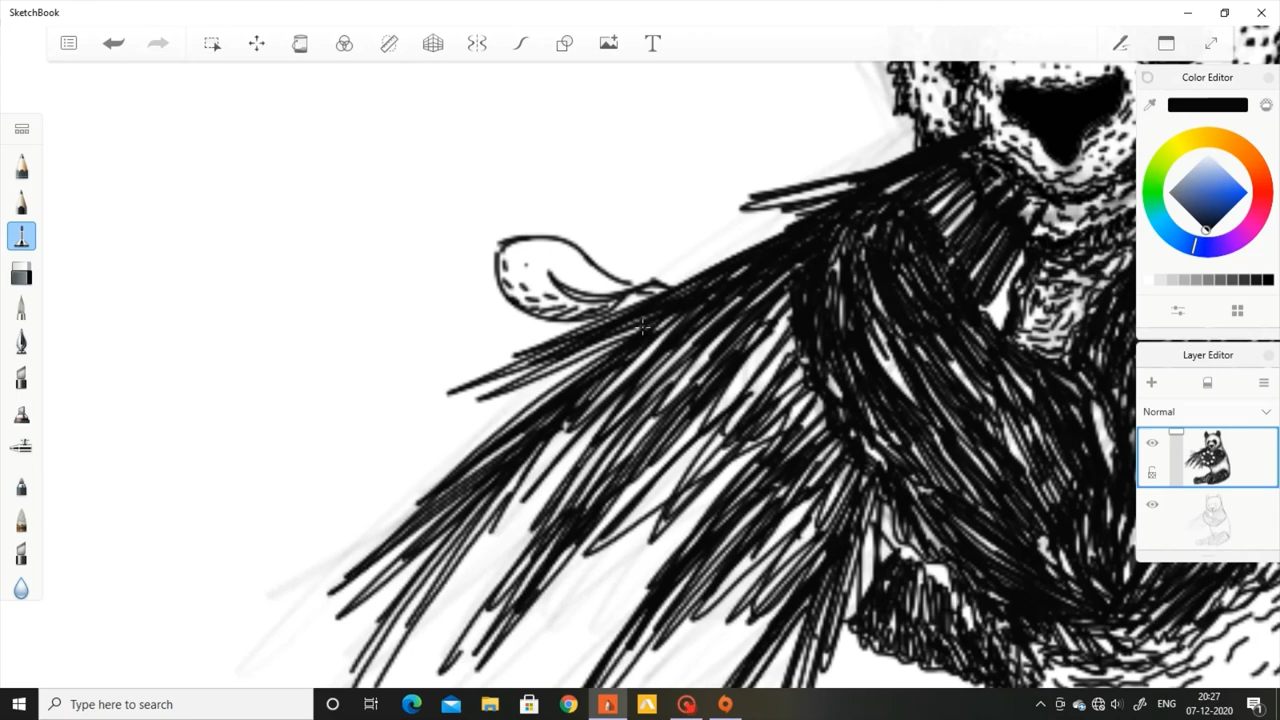 SketchBook
Color Editor
Layer Editor
Normal
Type here to search
ENG
20:27
07-12-2020